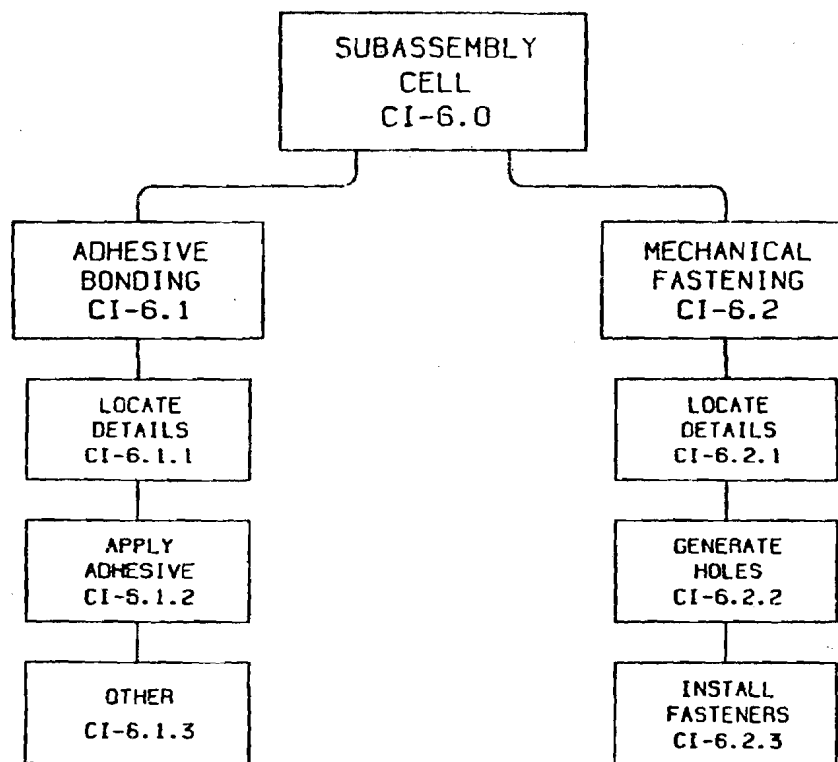 SUBASSEMBLY
CELL
CI-6.0
ADHESIVE
BONDING
CI-6.1
MECHANICAL
FASTENING
CI-6.2
LOCATE
DETAILS
CI-6.1.1
LOCATE
DETAILS
CI-6.2.1
APPLY
ADHESIVE
CI-6.1.2
GENERATE
HOLES
CI-6.2.2
OTHER
CI-6.1.3
INSTALL
FASTENERS
CI-6.2.3